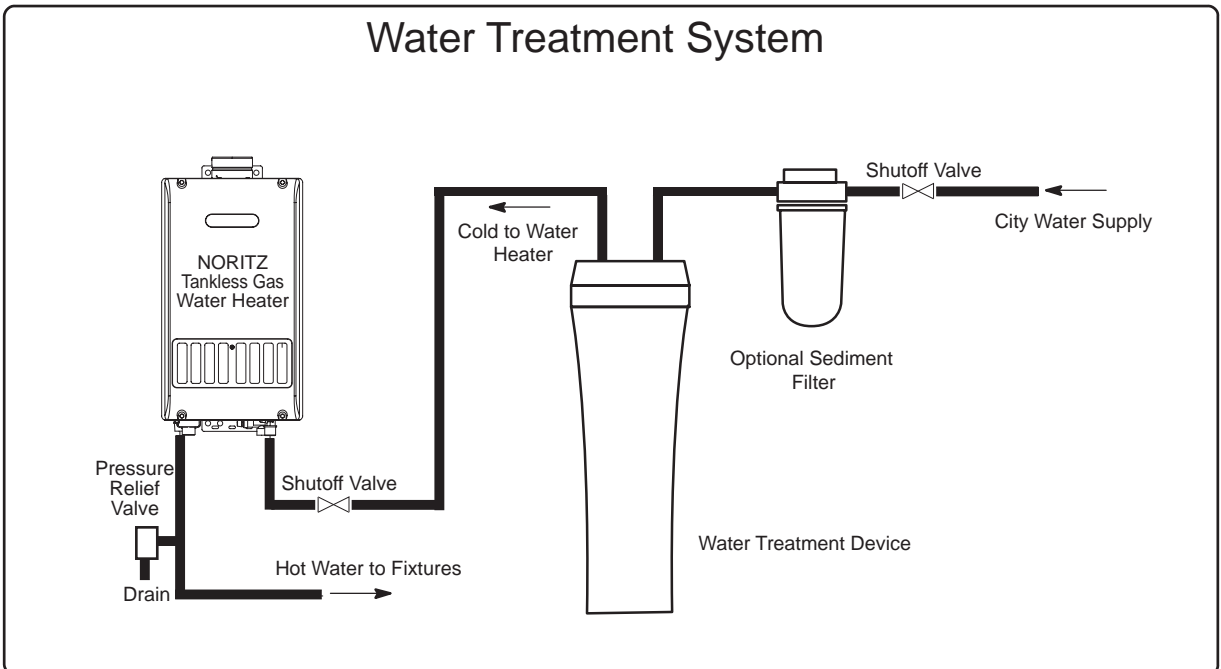 Water Treatment System
Shutoff Valve
City Water Supply
Cold to Water
Heater
NORITZ
Tankless Gas
Water Heater
Optional Sediment
Filter
Pressure
Relief
Valve
Shutoff Valve
Water Treatment Device
Hot Water to Fixtures
Drain